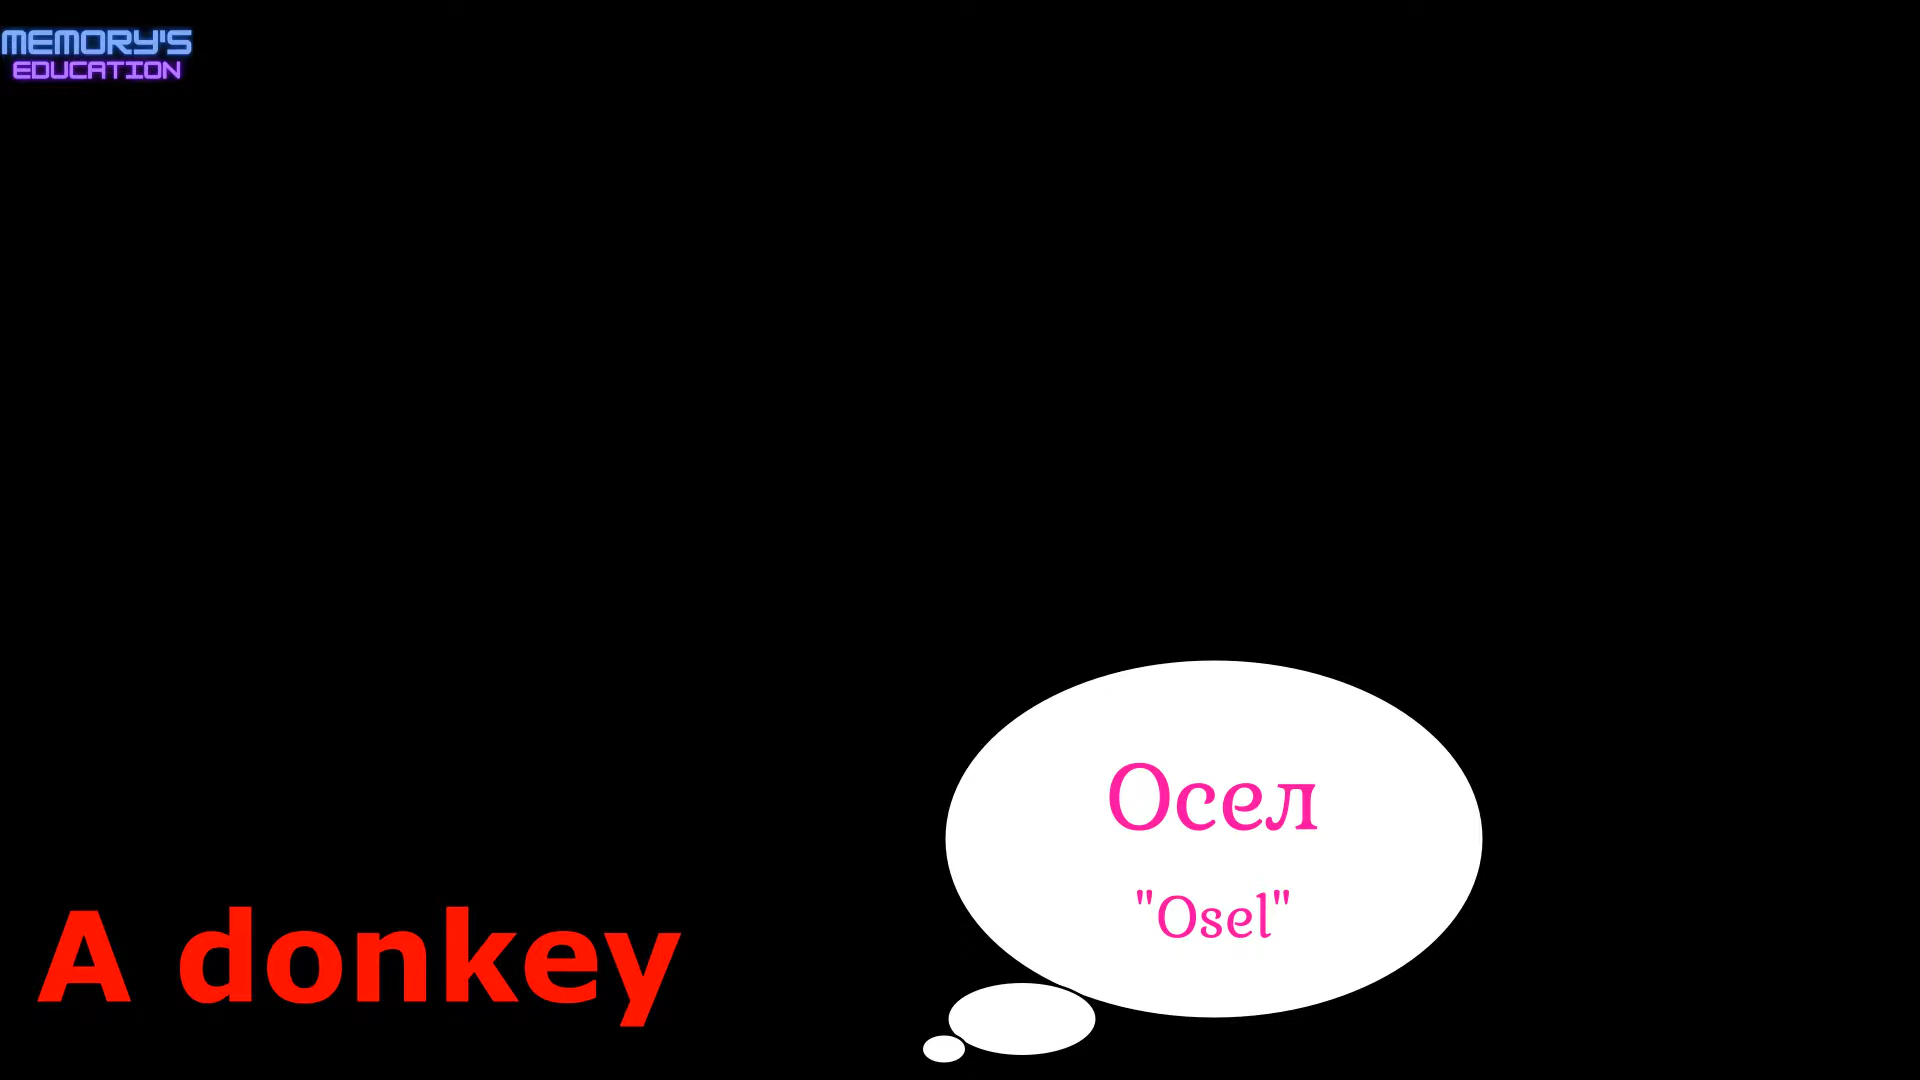 MEMORY'S
EDUCATION
Осел
"Osel"
A donkey